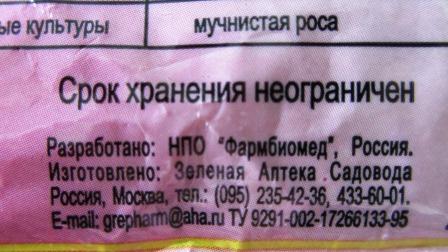 ые культуры
мучнистая роса
Срок хранения неограничен
Разработано: НПО "Фармбиомед", Россия.
Изготовлено: Зеленая Аптека Садовода
Россия, Москва, тел.: (095) 235-42-36, 433-60-01.
E-mail: grepharm@aha.ru ТУ 9291-002-17266133-95